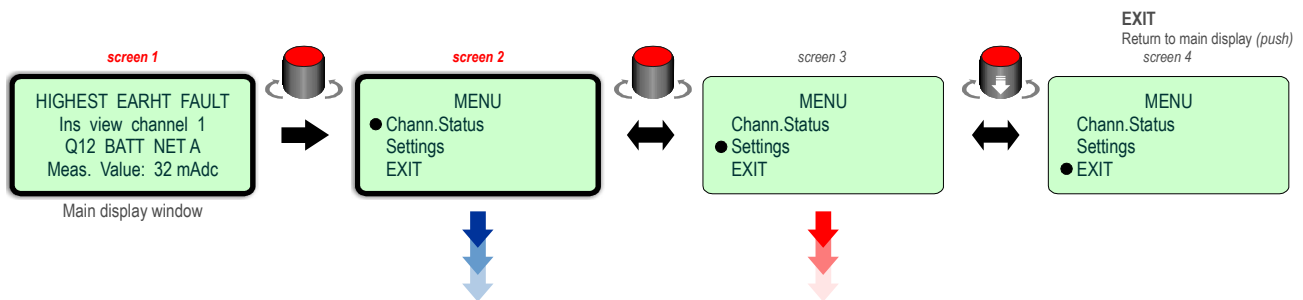 EXIT
Return to main display (push)
screen 1
screen 2
screen 3
screen 4
HIGHEST EARHT FAULT
Ins view channel 1
Q12 BATT NET A
Meas. Value: 32 mAdc
Main display window
MENU
Chann.Status
Settings
EXIT
MENU
Chann.Status
Settings
EXIT
MENU
Chann.Status
Settings
EXIT